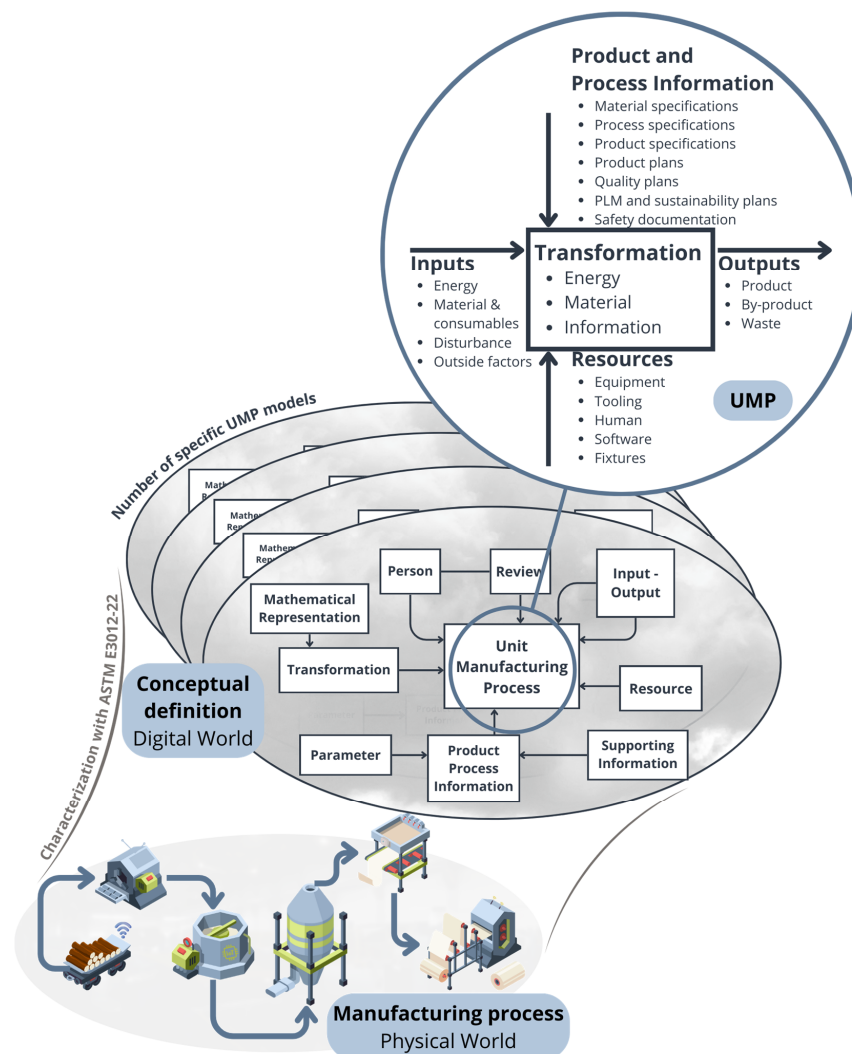 Product and
Process Information
• Material specifications
• Process specifications
• Product specifications
• Product plans
• Quality plans
• PLM and sustainability plans
• Safety documentation
Inputs
• Energy
• Material &
consumables
• Disturbance
• Outside factors
Transformation
• Energy
• Material
• Information
Outputs
• Product
• By-product
• Waste
Resources
• Equipment
• Tooling
• Human
• Software
• Fixtures
UMP
Number of specific UMP models
Person
Review
Input -
Output
Mathematical
Representation
Transformation
Unit
Manufacturing
Process
Resource
Parameter
Product
Process
Information
Supporting
Information
Conceptual
definition
Digital World
Characterization with ASTM E3012-22
Manufacturing process
Physical World